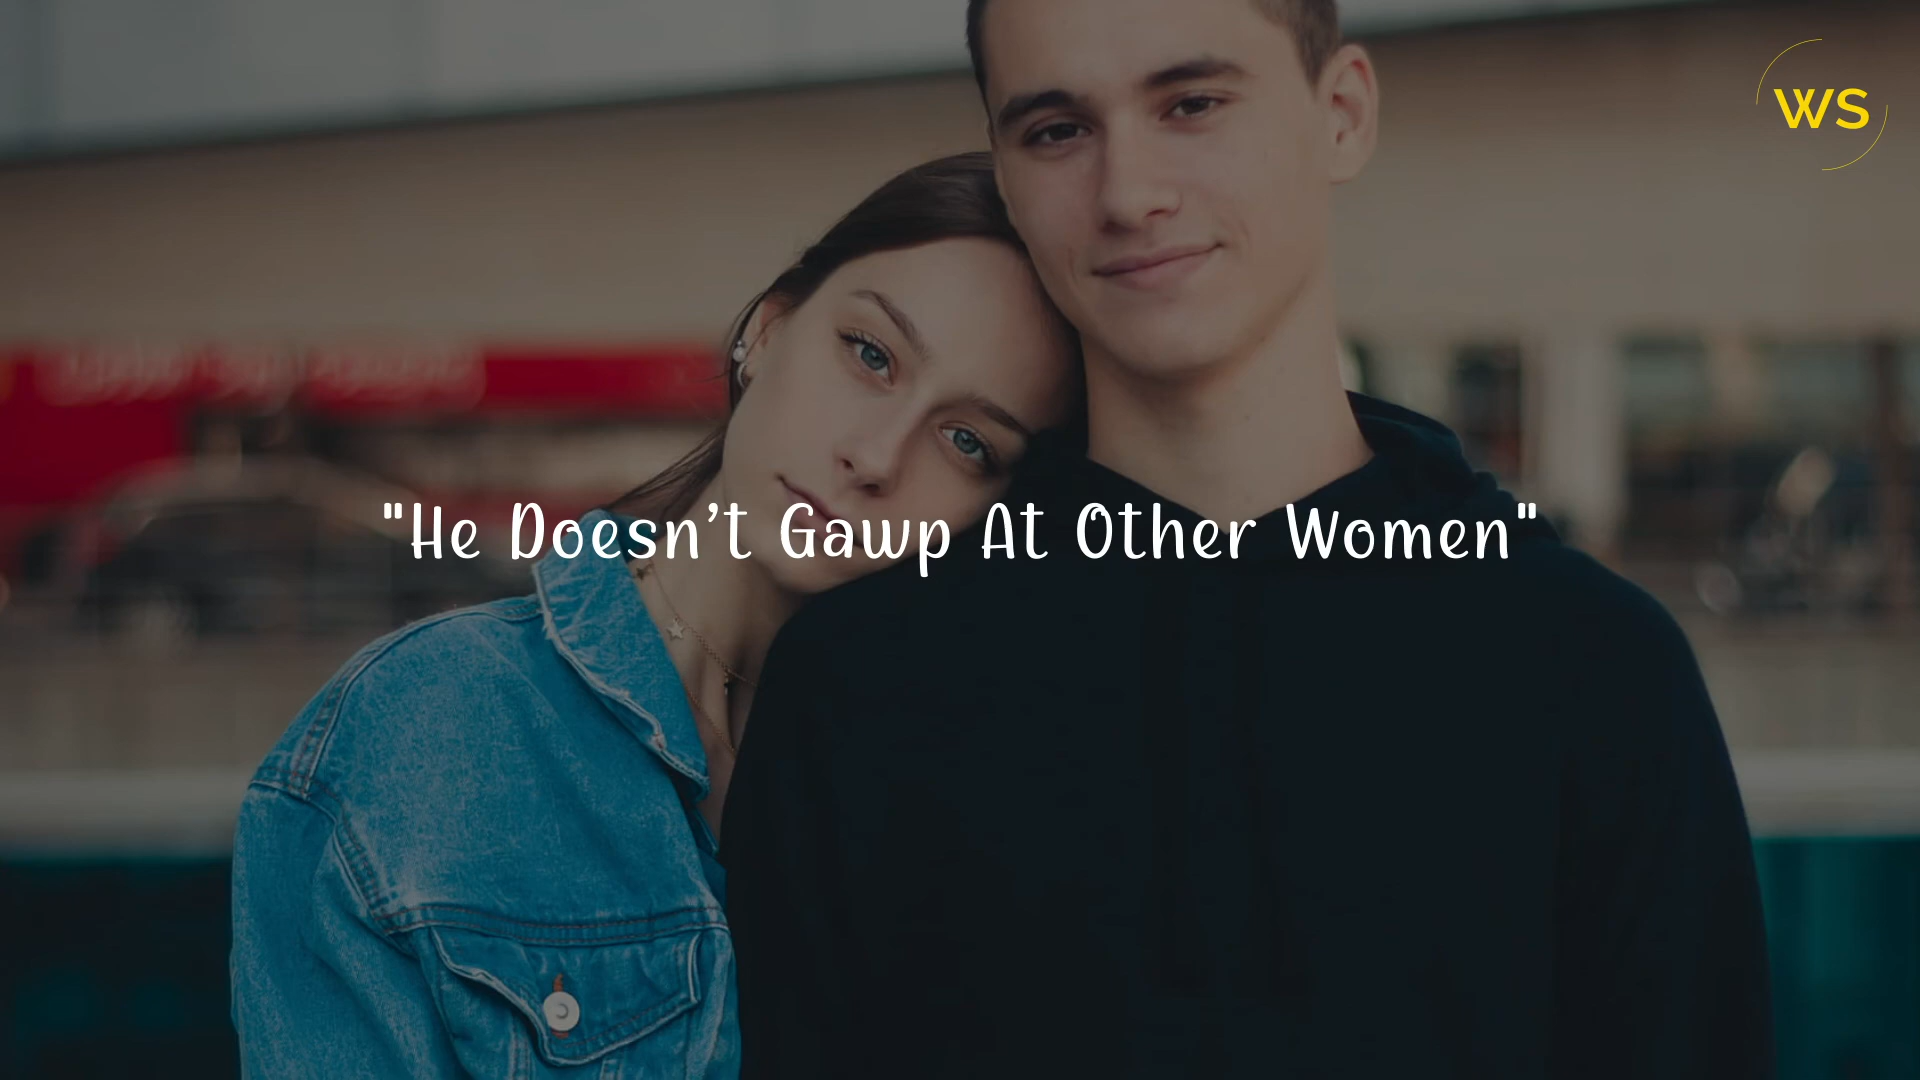 WS
"He Doesn’t Gawp At Other Women"